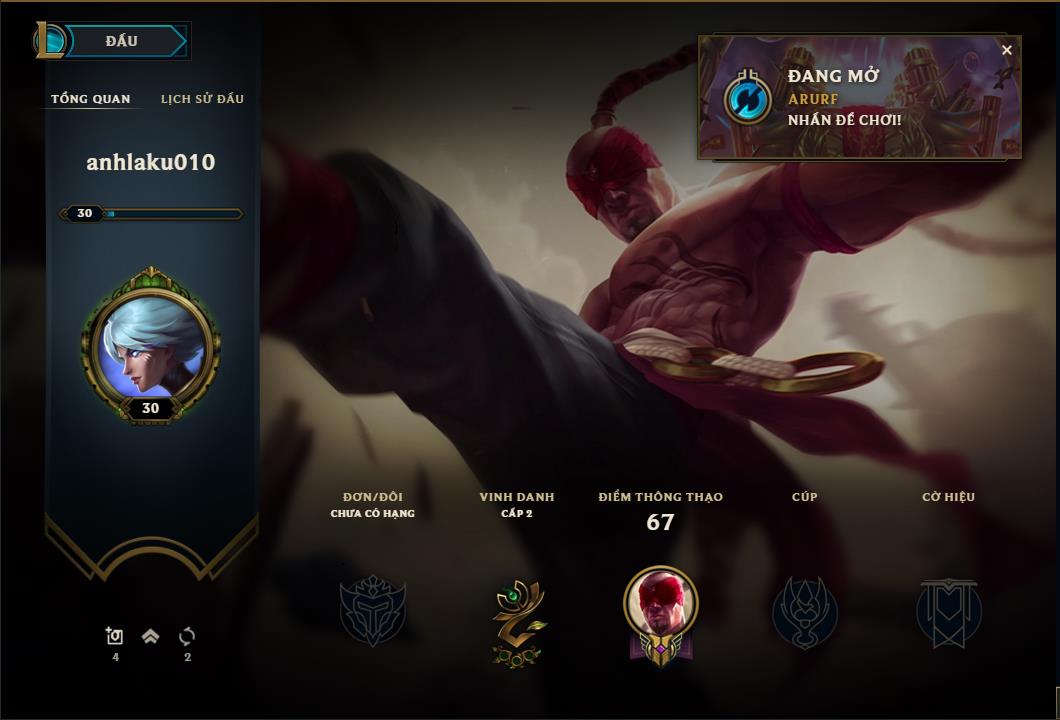 ĐẤU
TỔNG QUAN
LỊCH SỬ ĐẤU
anhlaku010
30
30
4
2
ĐANG MỞ
ARURF
NHẤN ĐỂ CHƠI!
ĐƠN/ĐÔI
CHƯA CÓ HẠNG
VINH DANH
CẤP 2
ĐIỂM THÔNG THẠO
67
CÚP
CỜ HIỆU